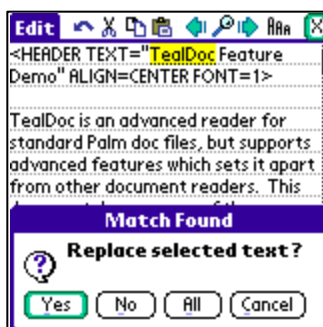 Edit AAA
<HEADER TEXT="TealDoc Feature
Demo" ALIGN=CENTER FONT=1>
TealDoc is an advanced reader for
standard Palm doc files, but supports
advanced features which sets it apart
from other document readers. This
Match Found
Replace selected text?
Yes No All Cancel